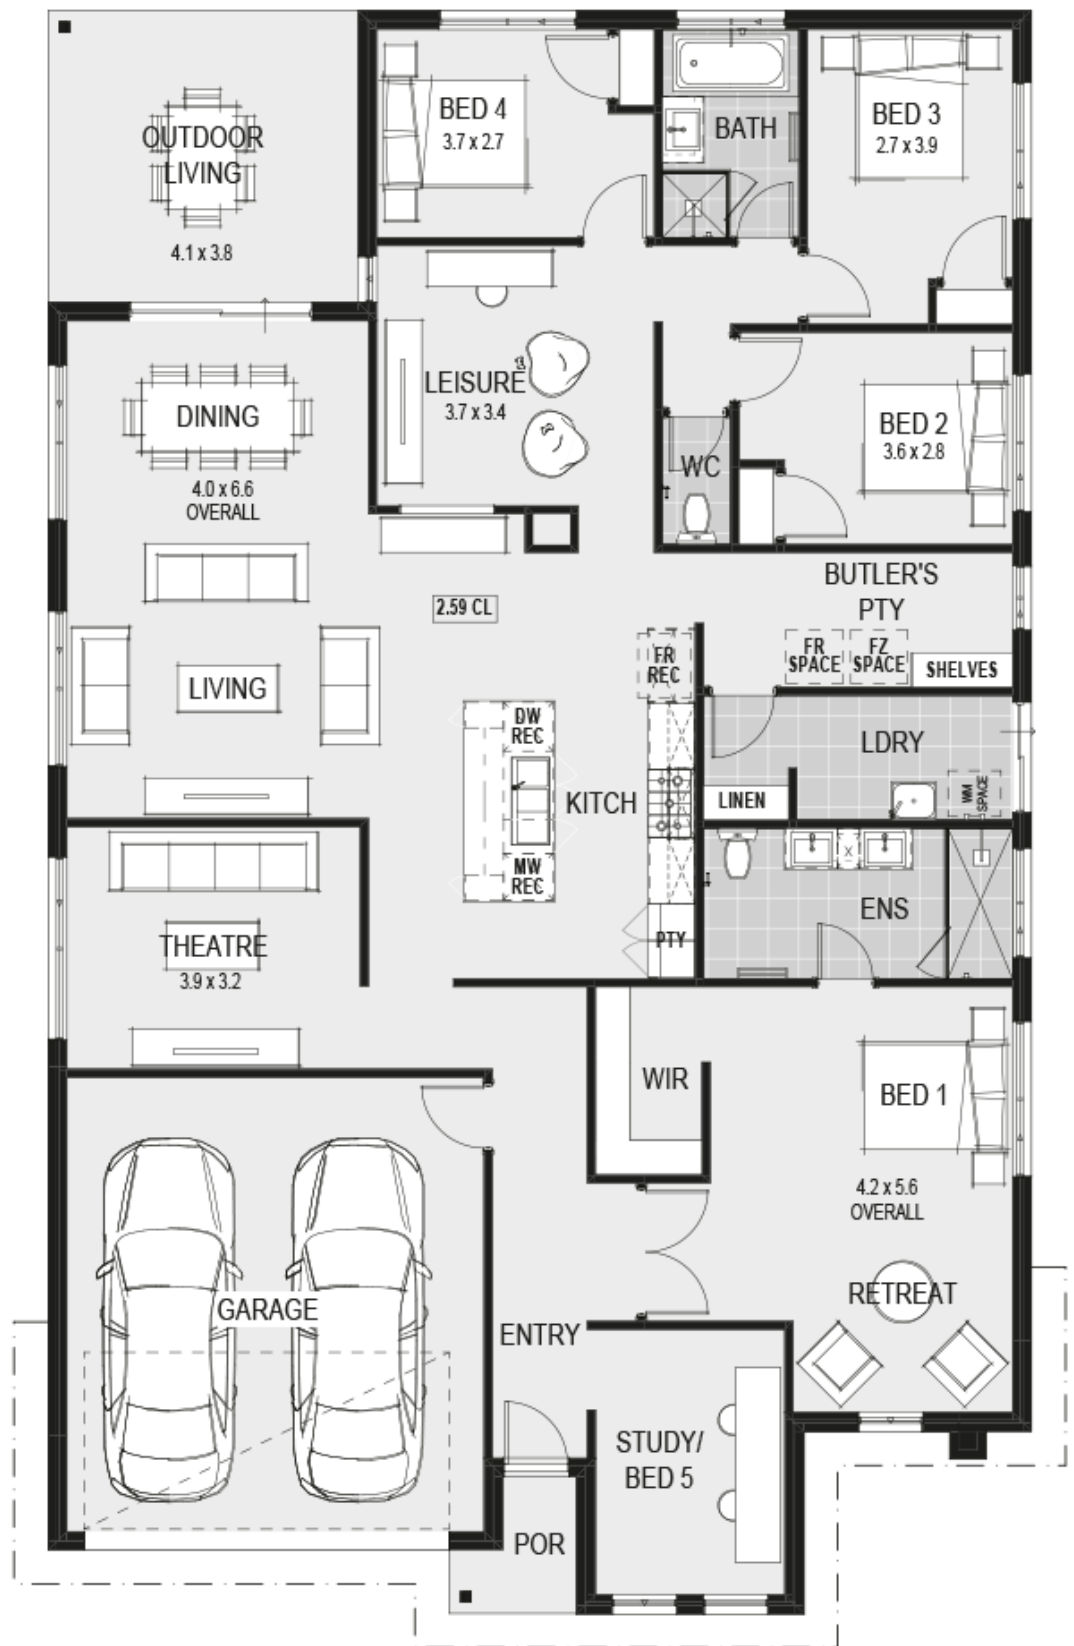 BED 4
3.7 x 2.7
BATH
BED 3
2.7 x 3.9
OUTDOOR
LIVING
4.1 x 3.8
LEISURE
3.7 x 3.4
DINING
4.0 x 6.6
OVERALL
BED 2
3.6 x 2.8
WC
BUTLER'S
PTY
2.59 CL
FR
REC
FR
SPACE
FZ
SPACE
SHELVES
LIVING
DW
REC
LDRY
KITCH
LINEN
WM
SPACE
MW
REC
PTY
ENS
THEATRE
3.9 x 3.2
WIR
BED 1
4.2 x 5.6
OVERALL
RETREAT
GARAGE
ENTRY
STUDY/
BED 5
POR